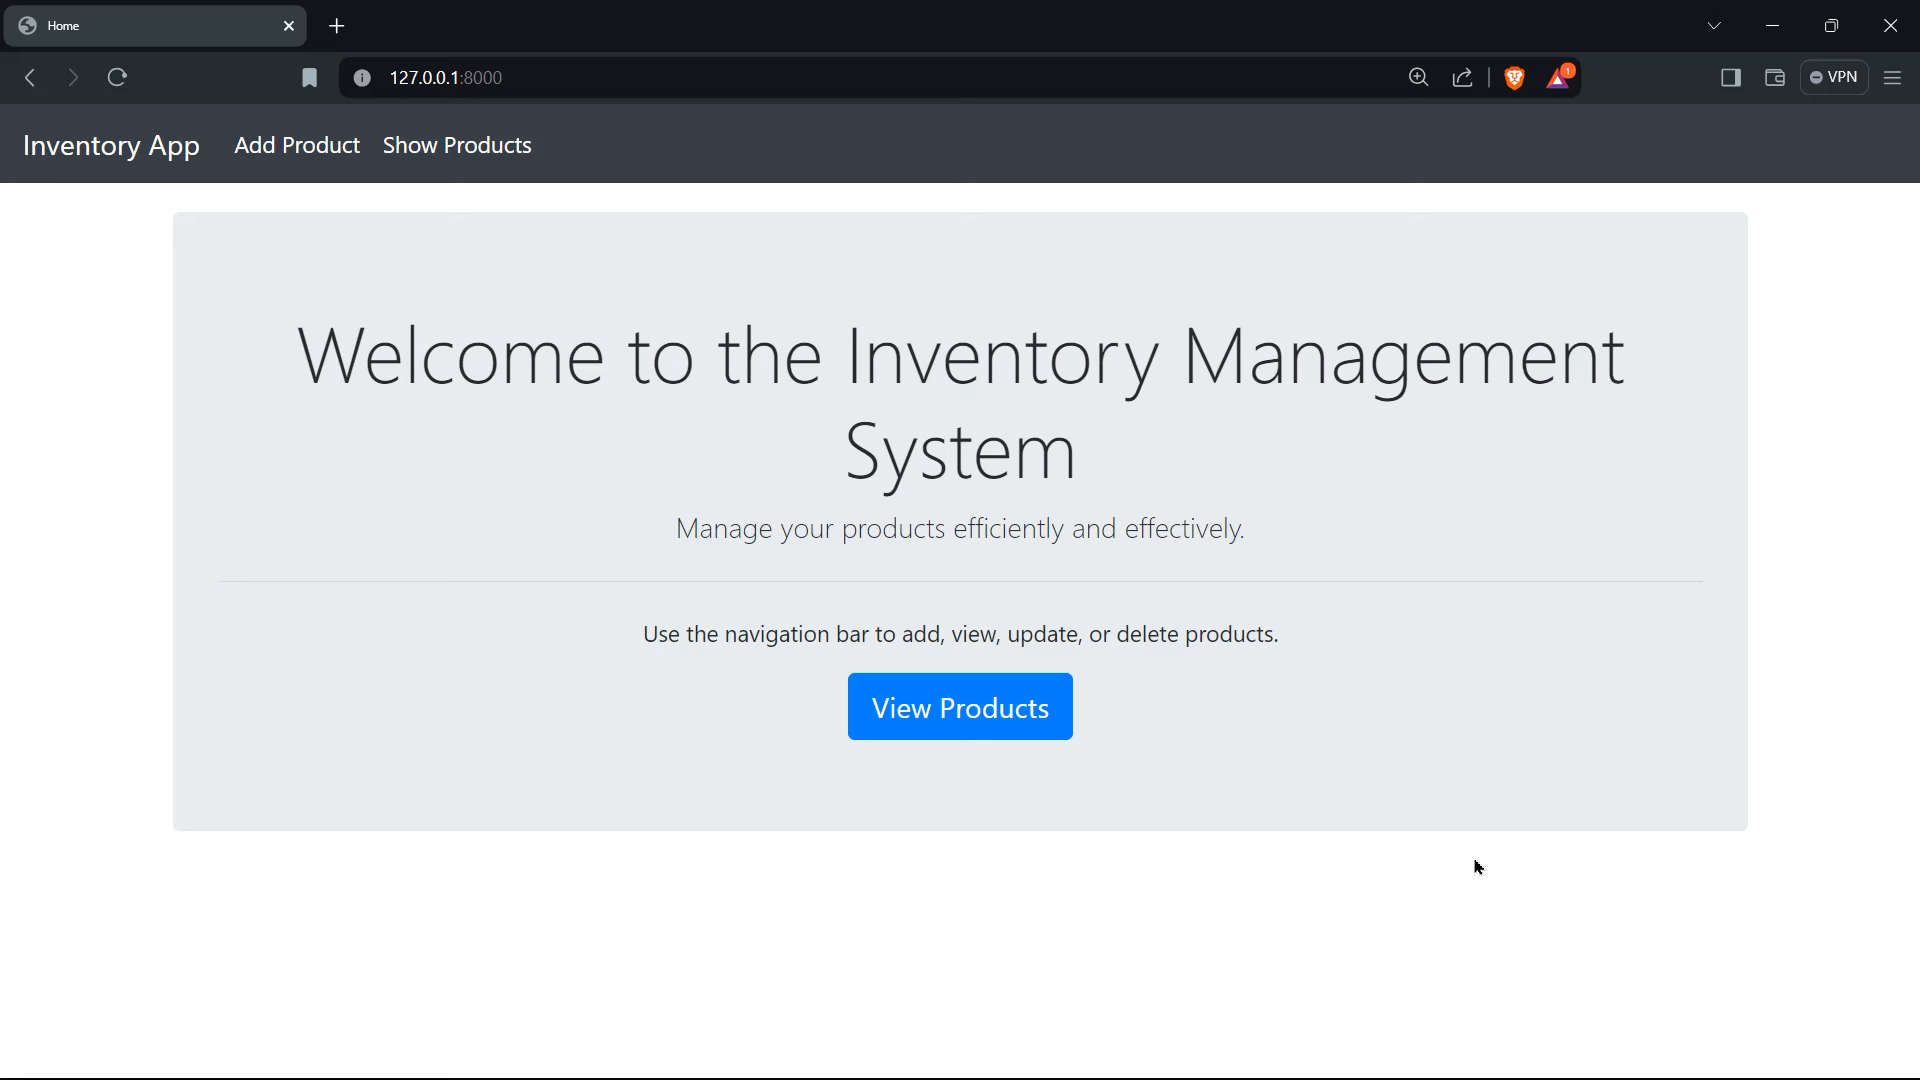 Home
127.0.0.1:8000
1
VPN
Inventory App Add Product Show Products
Welcome to the Inventory Management
System
Manage your products efficiently and effectively.
Use the navigation bar to add, view, update, or delete products.
View Products